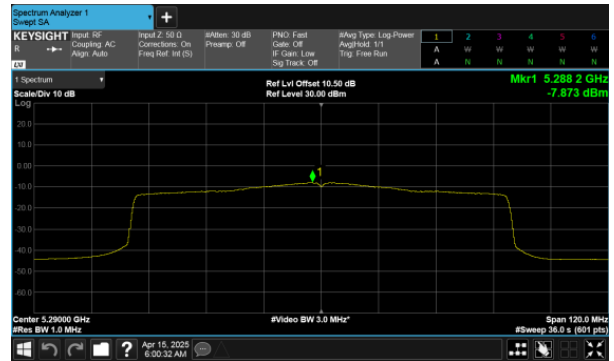 Spectrum Analyzer 1
Swept SA
KEYSIGHT
R
Input: RF
Coupling: AC
Align: Auto
Input Z: 50 Ω
Corrections: On
Freq Ref: Int (S)
#Atten: 30 dB
Preamp: Off
PNO: Fast
Gate: Off
IF Gain: Low
Sig Track: Off
#Avg Type: Log-Power
Avg|Hold: 1/1
Trig: Free Run
1 2 3 4 5 6
A W W W W W
A N N N N N
LXI
1 Spectrum
Scale/Div 10 dB
Log
Ref Lvl Offset 10.50 dB
Ref Level 30.00 dBm
Mkr1 5.288 2 GHz
-7.873 dBm
20.0
10.0
0.00
-10.0
-20.0
-30.0
-40.0
-50.0
-60.0
1
Center 5.29000 GHz
#Res BW 1.0 MHz
#Video BW 3.0 MHz*
Span 120.0 MHz
#Sweep 36.0 s (601 pts)
?
Apr 15, 2025
6:00:32 AM